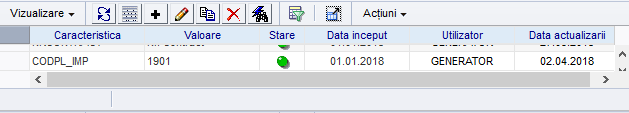 Vizualizare Acțiuni
Caracteristica Valoare Stare Data inceput Utilizator Data actualizarii
CODPL_IMP 1901 01.01.2018 GENERATOR 02.04.2018